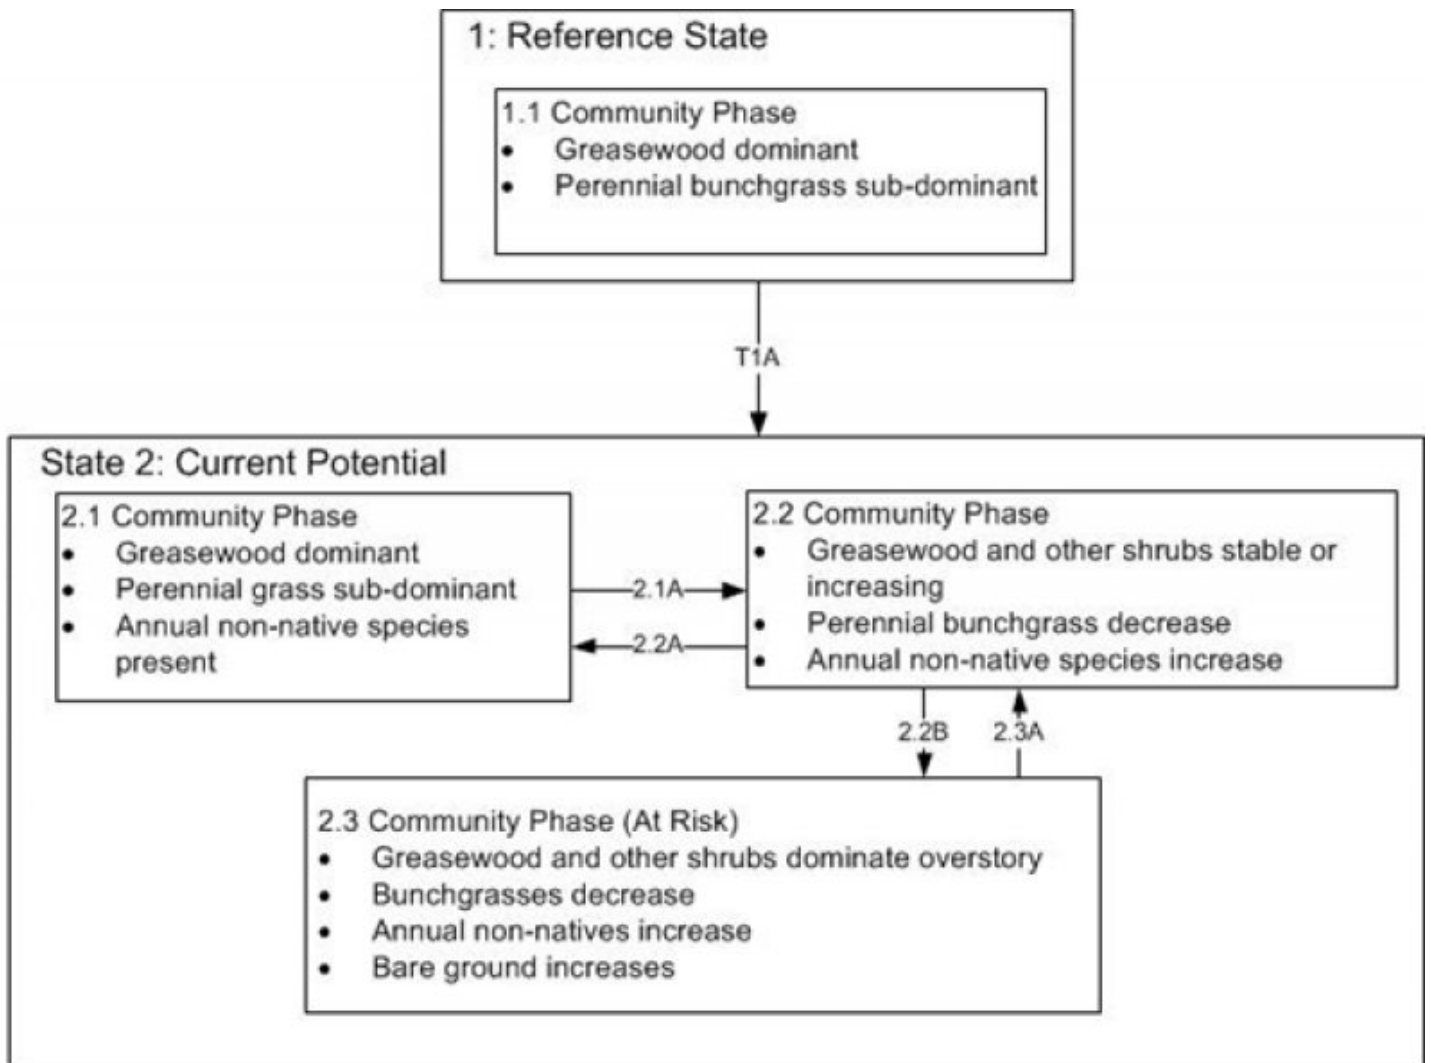 1: Reference State
1.1 Community Phase
• Greasewood dominant
• Perennial bunchgrass sub-dominant
T1A
State 2: Current Potential
2.1 Community Phase
• Greasewood dominant
• Perennial grass sub-dominant
• Annual non-native species
present
2.1A
2.2A
2.2 Community Phase
• Greasewood and other shrubs stable or
increasing
• Perennial bunchgrass decrease
• Annual non-native species increase
2.2B
2.3A
2.3 Community Phase (At Risk)
• Greasewood and other shrubs dominate overstory
• Bunchgrasses decrease
• Annual non-natives increase
• Bare ground increases